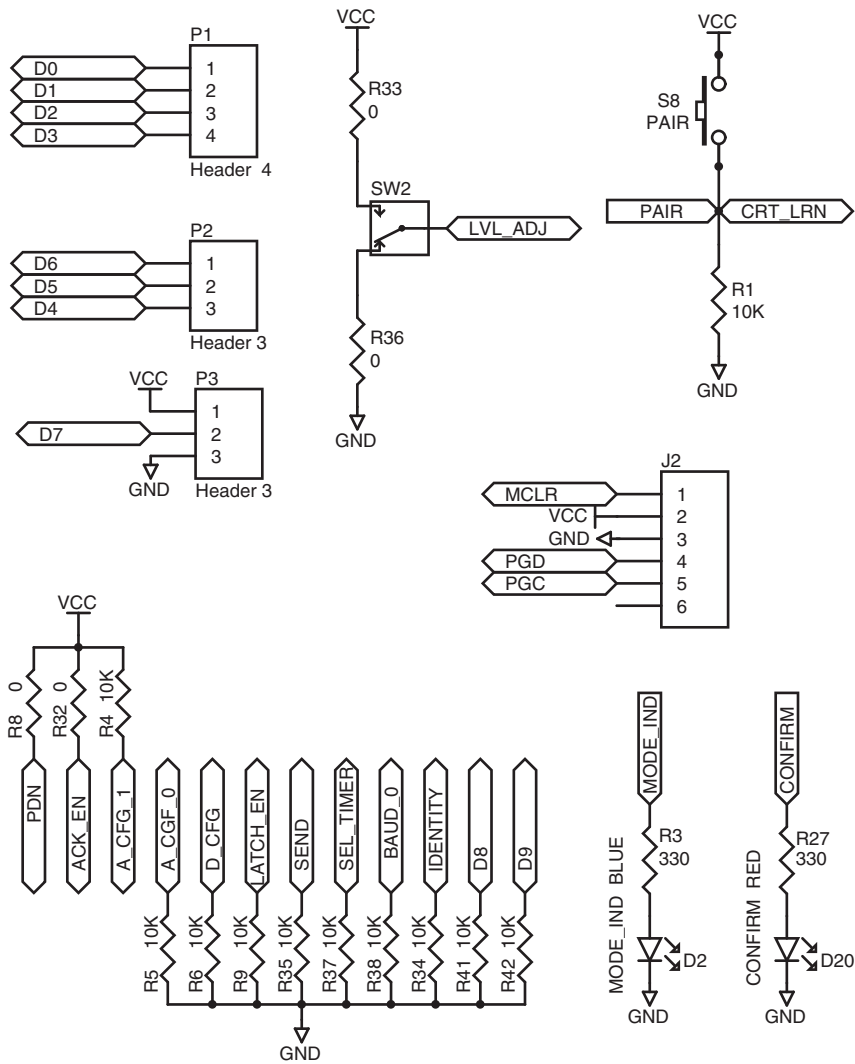 P1
D0
D1
D2
D3
1
2
3
4
Header 4
P2
D6
D5
D4
1
2
3
Header 3
VCC
P3
D7
1
2
3
GND
Header 3
VCC
R33
0
SW2
LVL_ADJ
R36
0
GND
VCC
S8
PAIR
PAIR
CRT_LRN
R1
10K
GND
J2
MCLR
VCC
GND
PGD
PGC
1
2
3
4
5
6
VCC
R8 0
R32 0
R4 10K
PDN
ACK_EN
A_CFG_1
A_CGF_0
D_CFG
LATCH_EN
SEND
SEL_TIMER
BAUD_0
IDENTITY
D8
D9
R5 10K
R6 10K
R9 10K
R35 10K
R37 10K
R38 10K
R34 10K
R41 10K
R42 10K
GND
MODE_IND
R3
330
MODE_IND BLUE
D2
GND
CONFIRM
R27
330
CONFIRM RED
D20
GND